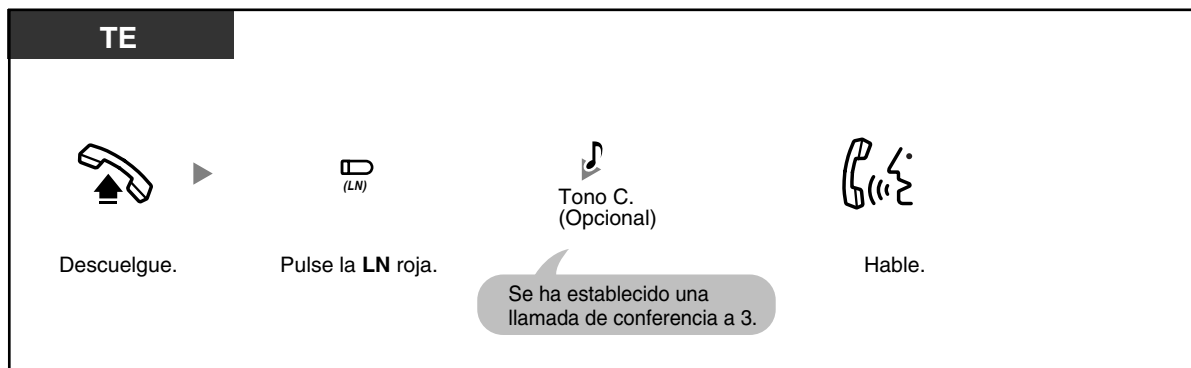 TE
(LN)
Tono C.
(Opcional)
Descuelgue.
Pulse la LN roja.
Hable.
Se ha establecido una
llamada de conferencia a 3.